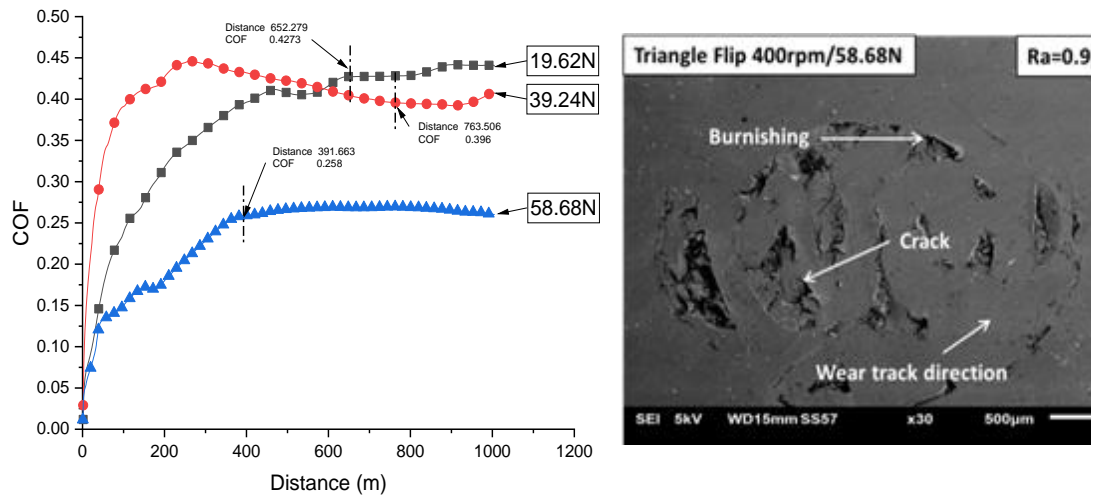 0.50
0.45
0.40
0.35
0.30
0.25
0.20
0.15
0.10
0.05
0.00
COF
0
200
400
600
800
1000
1200
Distance (m)
Distance 652.279
COF 0.4273
Distance 763.506
COF 0.396
Distance 391.663
COF 0.258
19.62N
39.24N
58.68N
Triangle Flip 400rpm/58.68N
Ra=0.9
Burnishing
Crack
Wear track direction
SEI 5kV WD15mm SS57 x30 500μm